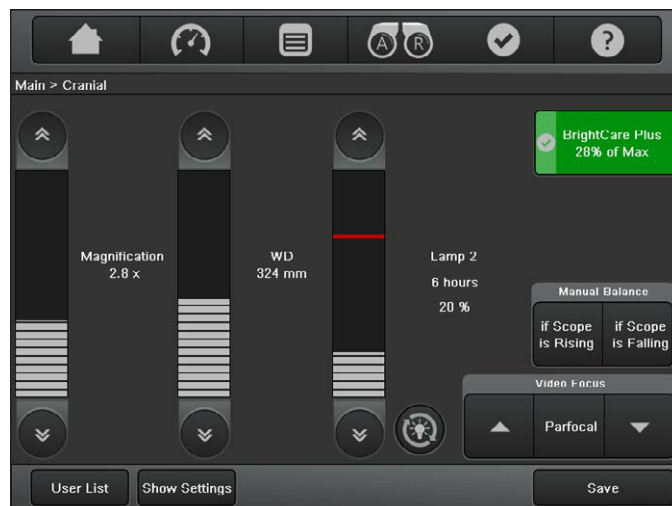 A R ?
Main > Cranial
BrightCare Plus
28% of Max
Magnification
2.8 x
WD
324 mm
Lamp 2
6 hours
20 %
Manual Balance
if Scope
is Rising
if Scope
is Falling
Video Focus
Parfocal
User List
Show Settings
Save